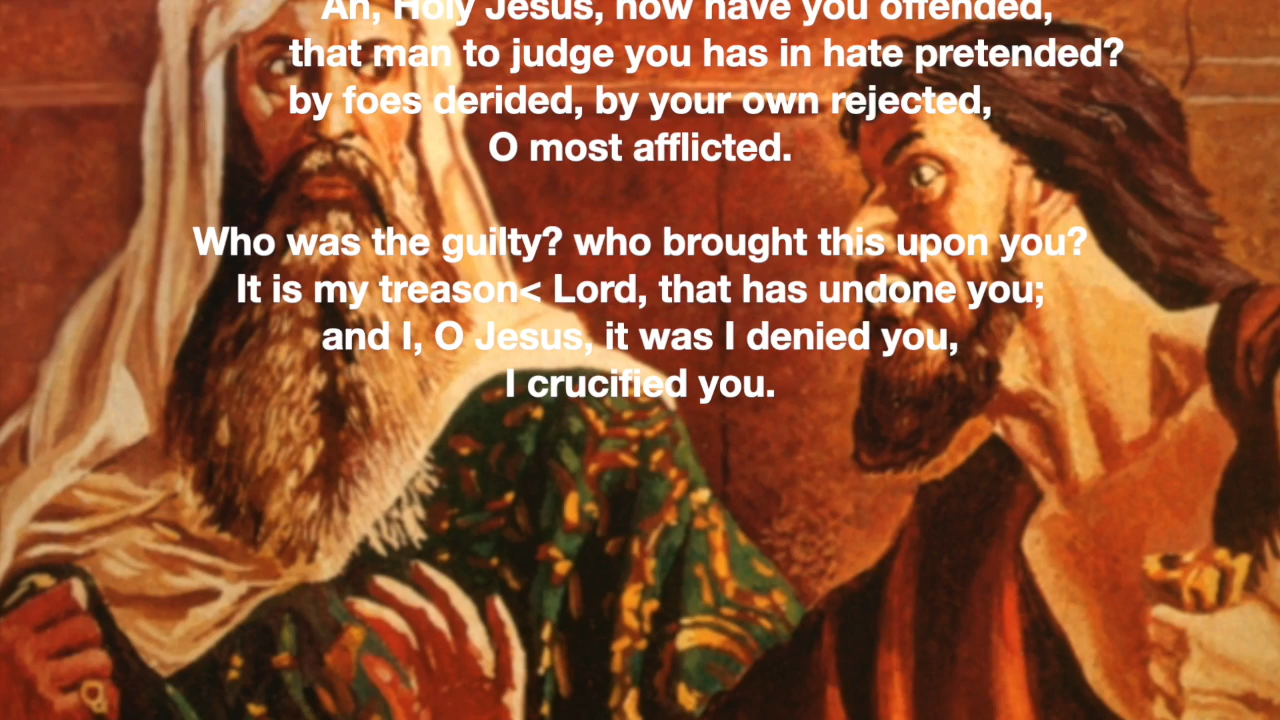 Ah, Holy Jesus, how have you offended,
that man to judge you has in hate pretended?
by foes derided, by your own rejected,
O most afflicted.
Who was the guilty? who brought this upon you?
It is my treason< Lord, that has undone you;
and I, O Jesus, it was I denied you,
I crucified you.